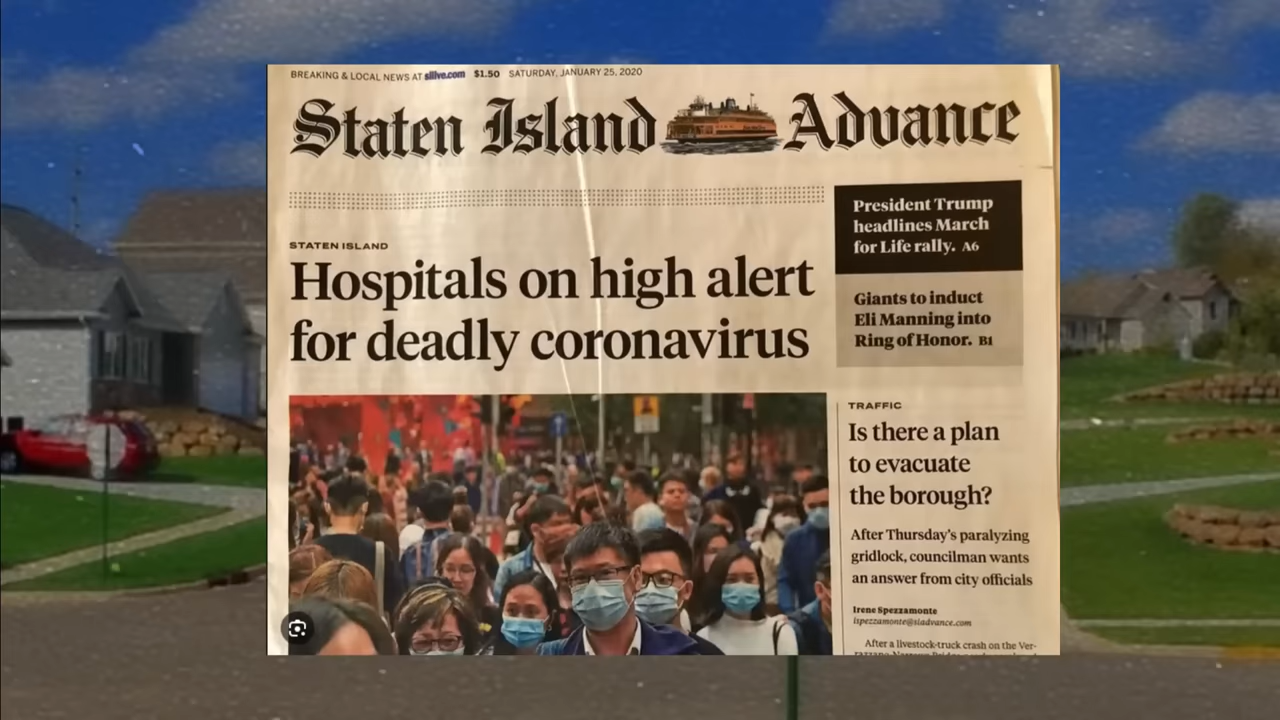 BREAKING & LOCAL NEWS AT silive.com $1.50 SATURDAY, JANUARY 25, 2020
Staten Island Advance
STATEN ISLAND
Hospitals on high alert
for deadly coronavirus
President Trump
headlines March
for Life rally. A6
Giants to induct
Eli Manning into
Ring of Honor. B1
TRAFFIC
Is there a plan
to evacuate
the borough?
After Thursday's paralyzing
gridlock, councilman wants
an answer from city officials
Irene Spezzamonte
ispezzamonte@siadvance.com
After a livestock-truck crash on the Ver-